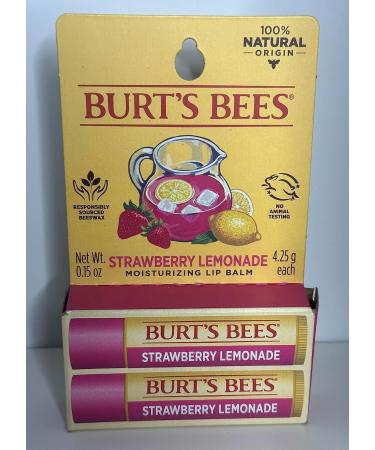 100%
NATURAL
ORIGIN
BURT'S BEES®
RESPONSIBLY
SOURCED
BEESWAX
NO
ANIMAL
TESTING
Net Wt.
0.15 oz
STRAWBERRY LEMONADE
MOISTURIZING LIP BALM
4.25 g
each
BURT'S BEES®
STRAWBERRY LEMONADE
BURT'S BEES®
STRAWBERRY LEMONADE